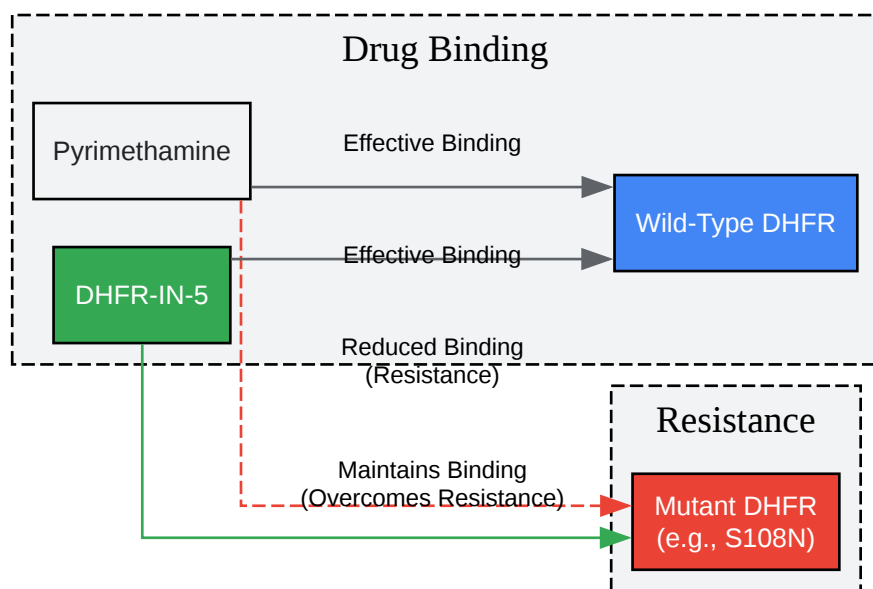 Drug Binding
Pyrimethamine
Effective Binding
Wild-Type DHFR
Effective Binding
DHFR-IN-5
Reduced Binding
(Resistance)
Resistance
Maintains Binding
(Overcomes Resistance)
Mutant DHFR
(e.g., S108N)